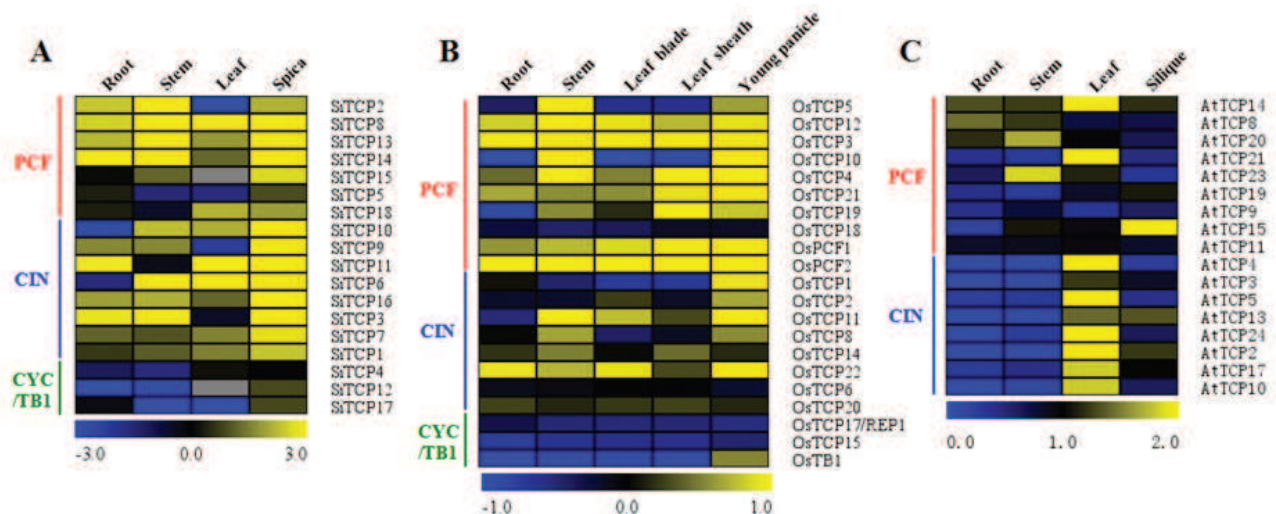 A
Root
Stem
Leaf
Spica
PCF
CIN
CYC
/TB1
SiTCP2
SiTCP8
SiTCP13
SiTCP14
SiTCP15
SiTCP5
SiTCP18
SiTCP10
SiTCP9
SiTCP11
SiTCP6
SiTCP16
SiTCP3
SiTCP7
SiTCP1
SiTCP4
SiTCP12
SiTCP17
-3.0 0.0 3.0
B
Root
Stem
Leaf blade
Leaf sheath
Young panicle
PCF
CIN
CYC
/TB1
OsTCP5
OsTCP12
OsTCP3
OsTCP10
OsTCP4
OsTCP21
OsTCP19
OsTCP18
OsPCF1
OsPCF2
OsTCP1
OsTCP2
OsTCP11
OsTCP8
OsTCP14
OsTCP22
OsTCP6
OsTCP20
OsTCP17/REP1
OsTCP15
OsTB1
-1.0 0.0 1.0
C
Root
Stem
Leaf
Silique
PCF
CIN
AtTCP14
AtTCP8
AtTCP20
AtTCP21
AtTCP23
AtTCP19
AtTCP9
AtTCP15
AtTCP11
AtTCP4
AtTCP3
AtTCP5
AtTCP13
AtTCP24
AtTCP2
AtTCP17
AtTCP10
0.0 1.0 2.0